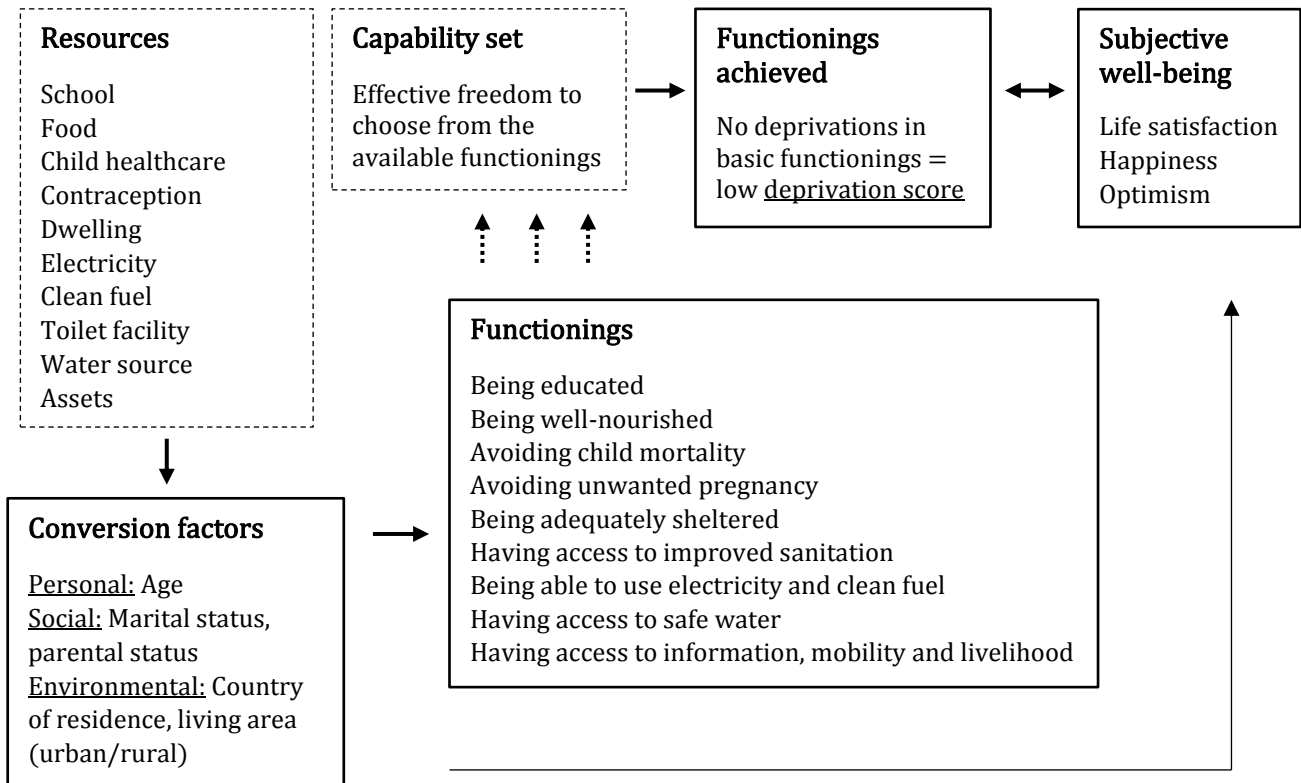 Resources
School
Food
Child healthcare
Contraception
Dwelling
Electricity
Clean fuel
Toilet facility
Water source
Assets
Capability set
Effective freedom to
choose from the
available functionings
Functionings
achieved
No deprivations in
basic functionings =
low deprivation score
Subjective
well-being
Life satisfaction
Happiness
Optimism
Conversion factors
Personal: Age
Social: Marital status,
parental status
Environmental: Country
of residence, living area
(urban/rural)
Functionings
Being educated
Being well-nourished
Avoiding child mortality
Avoiding unwanted pregnancy
Being adequately sheltered
Having access to improved sanitation
Being able to use electricity and clean fuel
Having access to safe water
Having access to information, mobility and livelihood